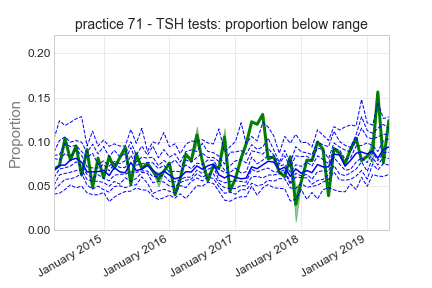 practice 71 - TSH tests: proportion below range
Proportion
0.20
0.15
0.10
0.05
0.00
January 2015
January 2016
January 2017
January 2018
January 2019